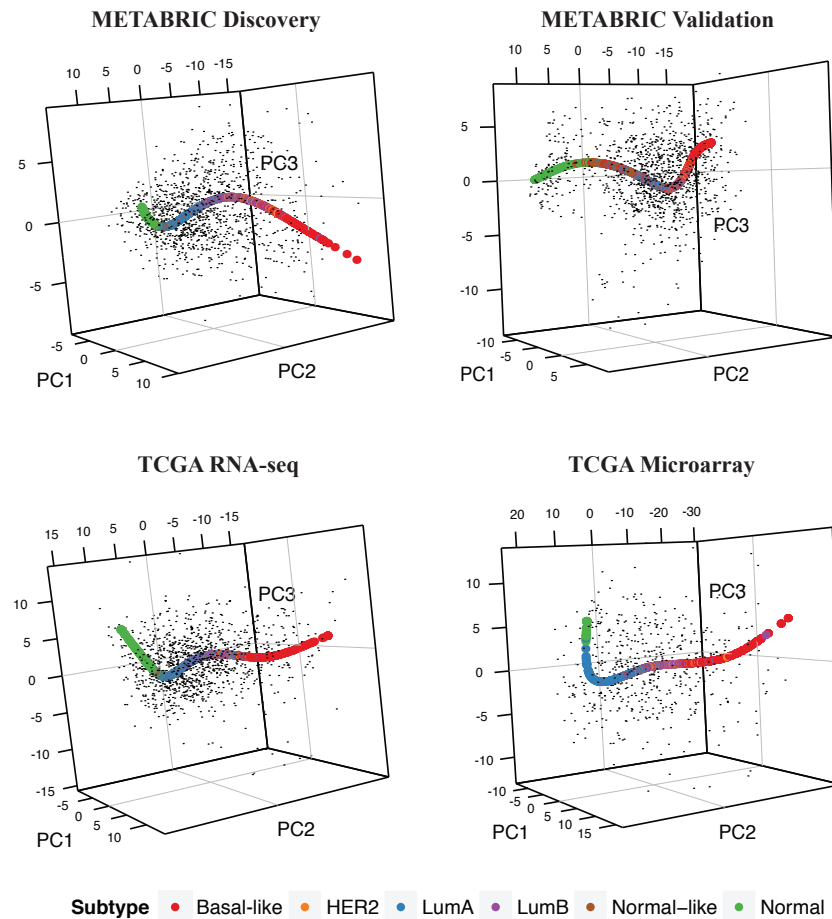 METABRIC Discovery
METABRIC Validation
10 5 0 -5 -10 -15
10 5 0 -5 -10 -15
PC3
5
0
-5
-5
0
5
10
PC1
PC2
PC3
5
0
-5
-10
-10
-5
0
5
PC1
PC2
TCGA RNA-seq
TCGA Microarray
15 10 5 0 -5 -10 -15
20 10 0 -10 -20 -30
PC3
10
5
0
-5
-10
-15
-5
0
5
10
PC1
PC2
PC3
10
5
0
-5
-10
-10
-5
0
5
10
15
PC1
PC2
Subtype Basal-like HER2 LumA LumB Normal–like Normal